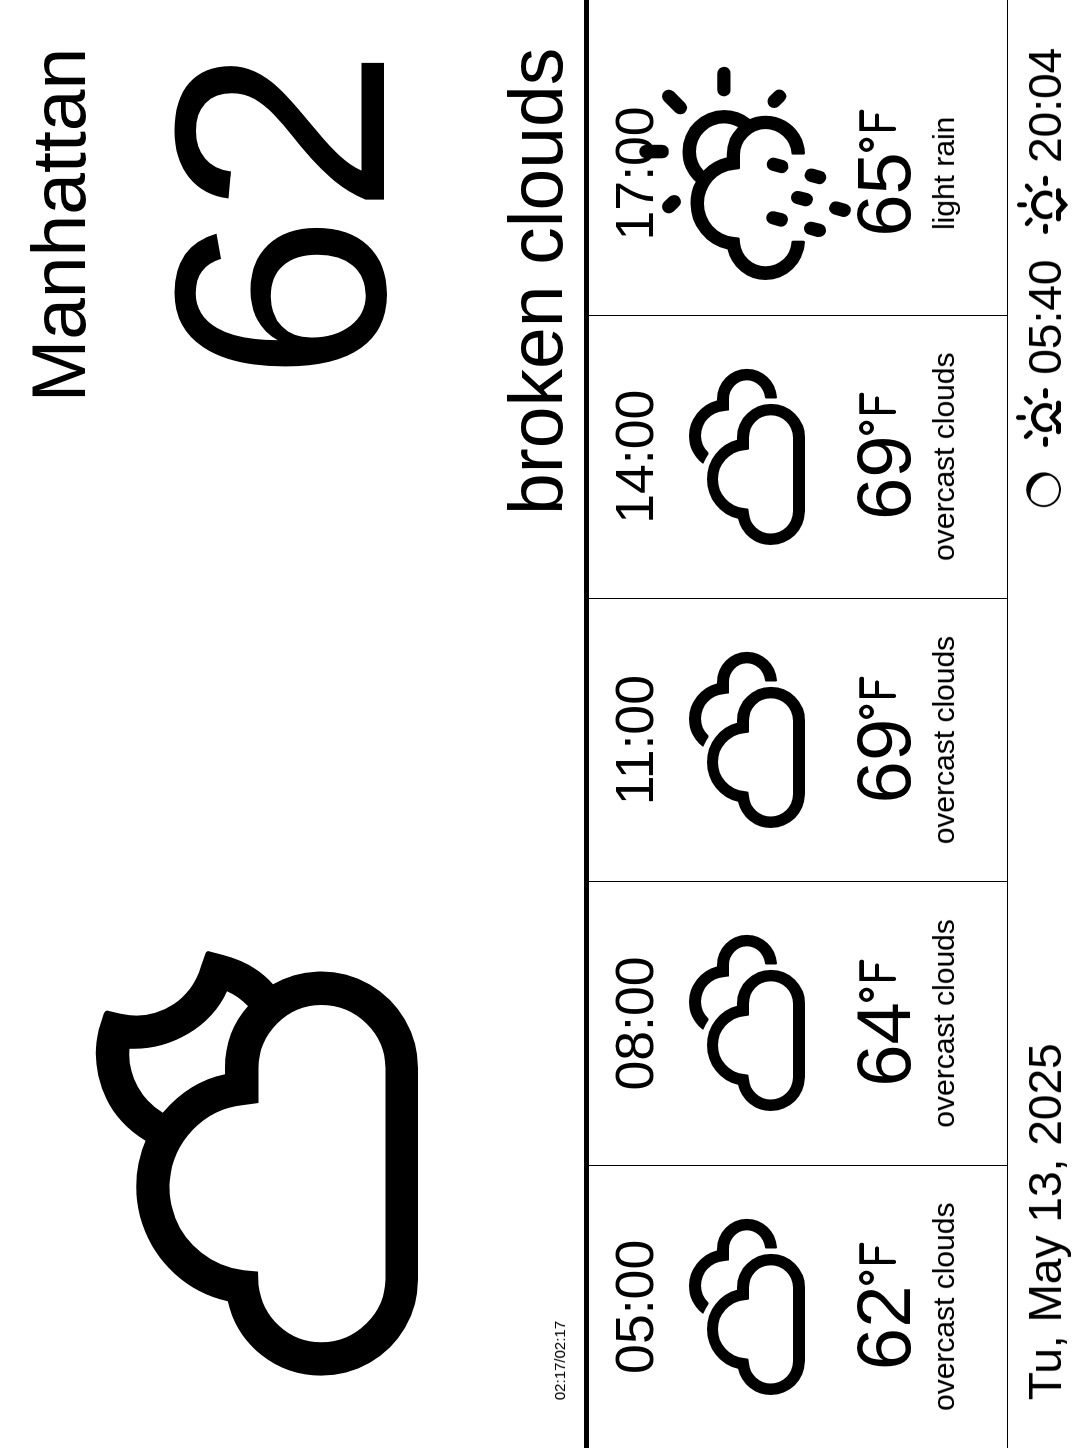 Manhattan
62
broken clouds
02:17/02:17
05:00 08:00 11:00 14:00 17:00
62°F 64°F 69°F 69°F 65°F
overcast clouds overcast clouds overcast clouds overcast clouds light rain
Tu, May 13, 2025 05:40 20:04